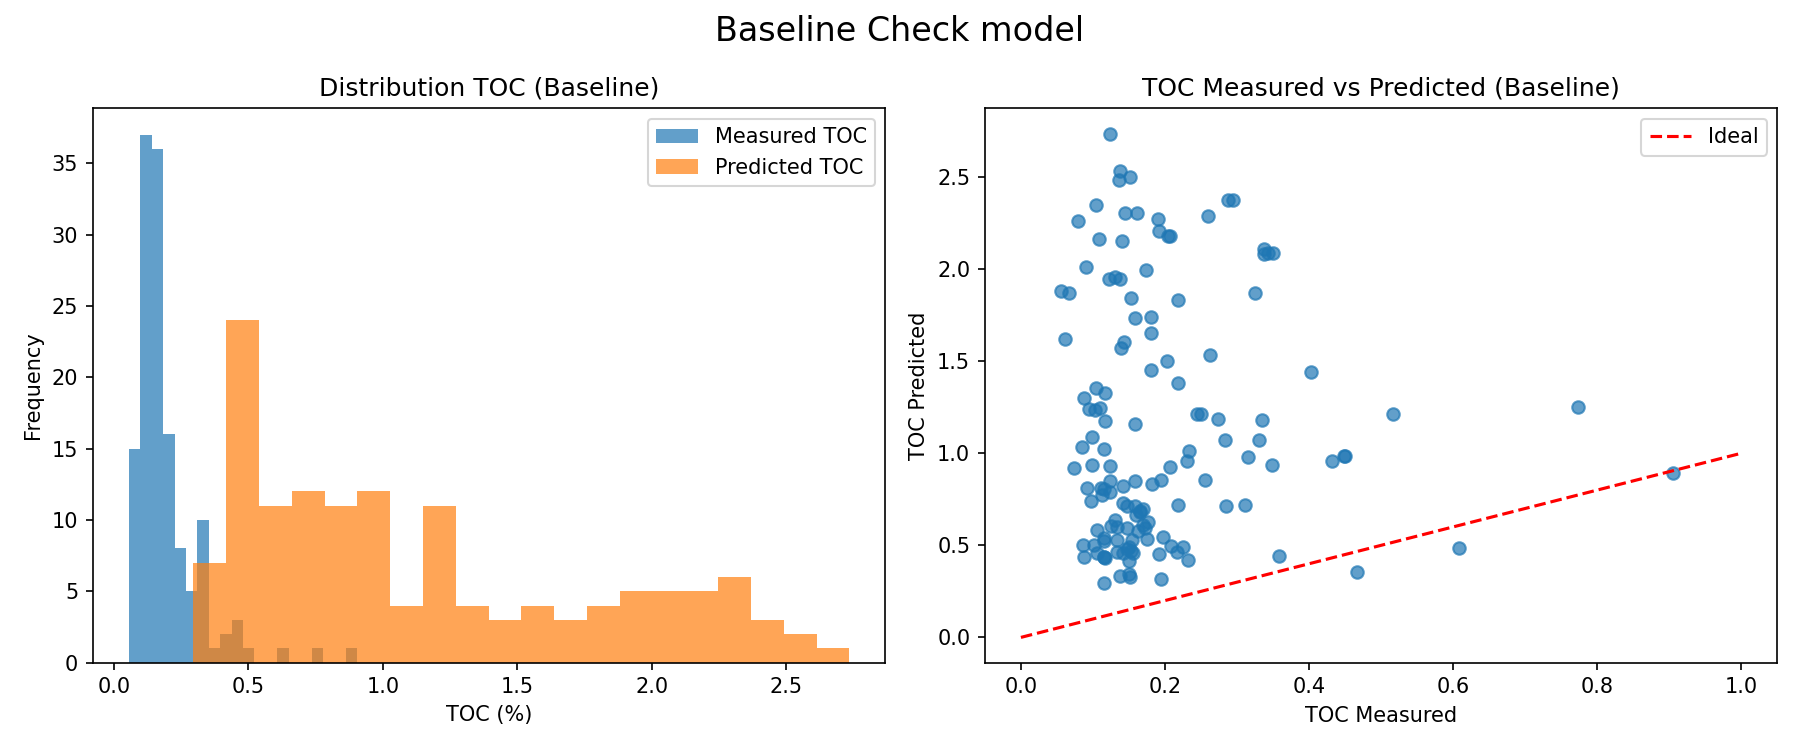 Baseline Check model
Distribution TOC (Baseline)
Measured TOC
Predicted TOC
Frequency
35
30
25
20
15
10
5
0
0.0 0.5 1.0 1.5 2.0 2.5
TOC (%)
TOC Measured vs Predicted (Baseline)
Ideal
TOC Predicted
2.5
2.0
1.5
1.0
0.5
0.0
0.0 0.2 0.4 0.6 0.8 1.0
TOC Measured